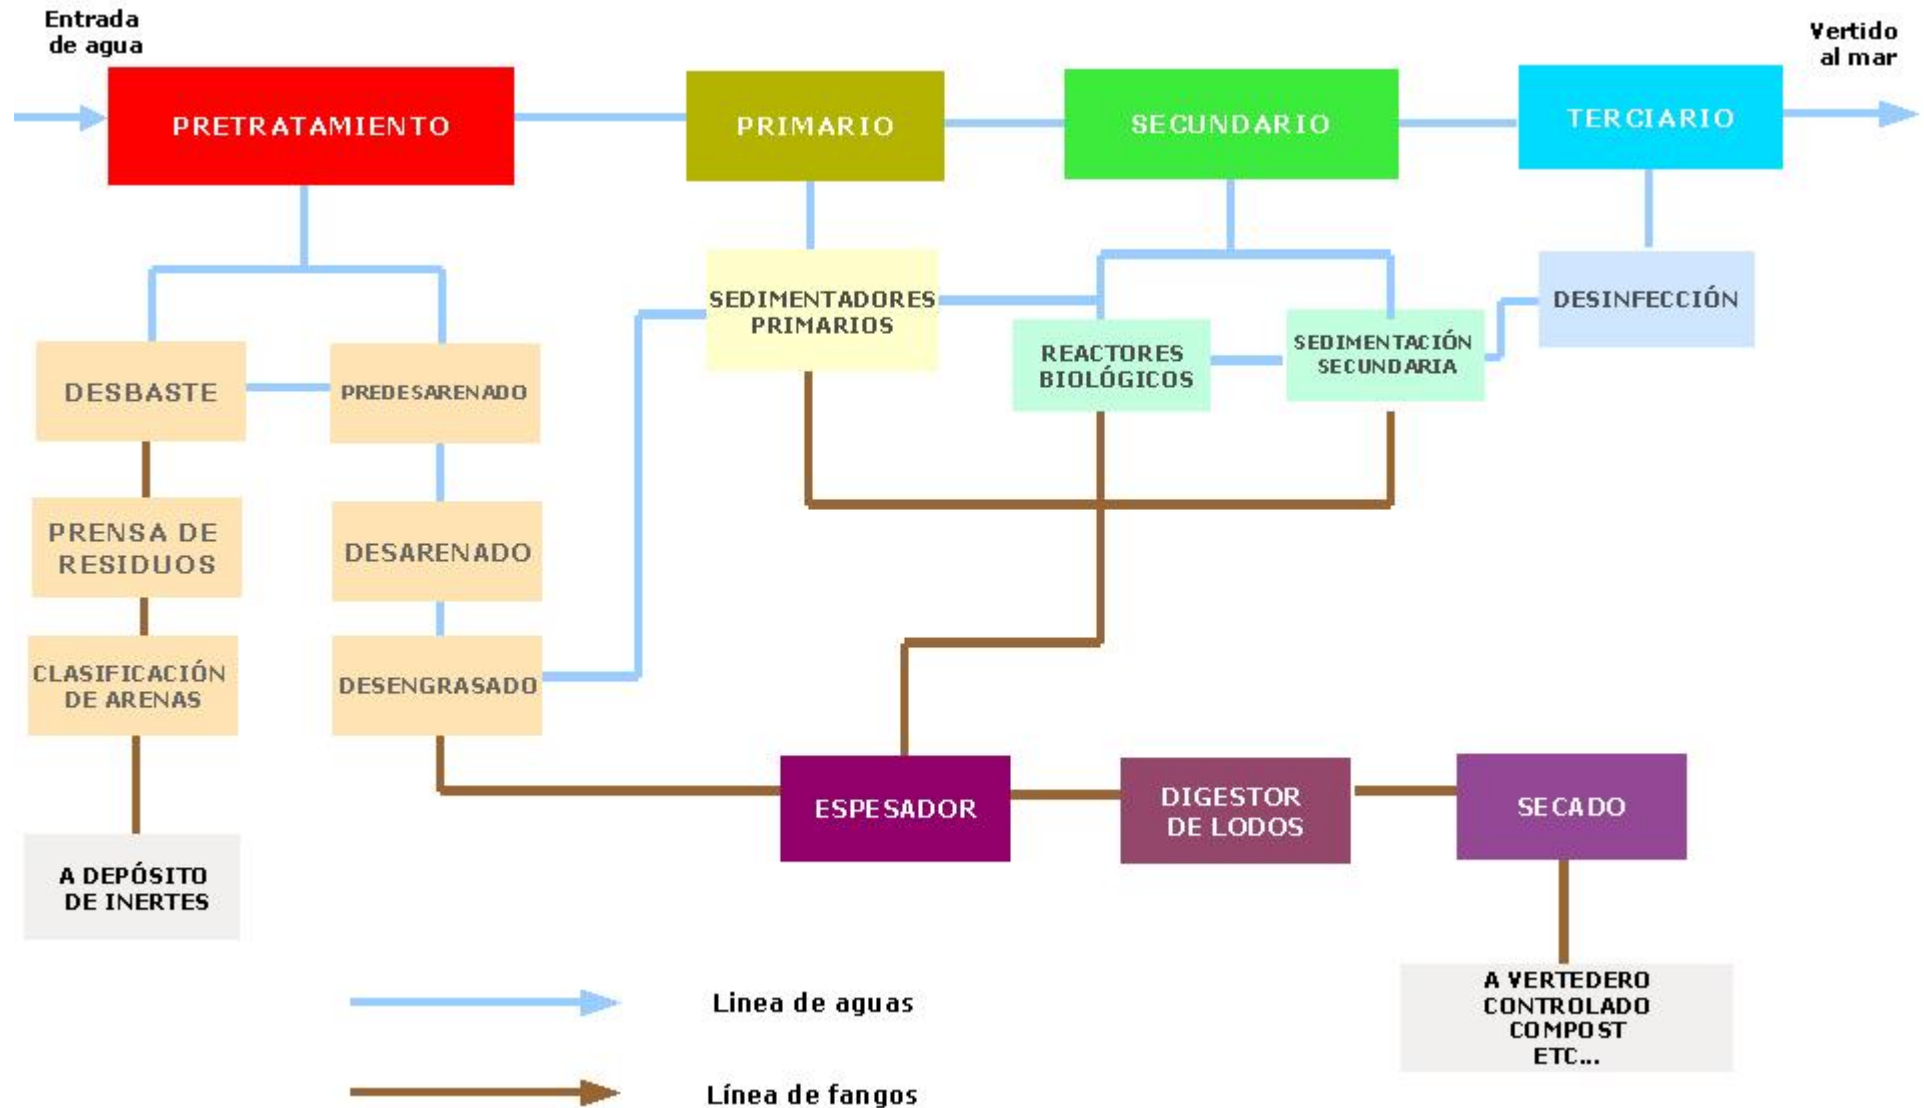 Entrada
de agua
Vertido
al mar
PRETRATAMIENTO
PRIMARIO
SECUNDARIO
TERCIARIO
SEDIMENTADORES
PRIMARIOS
DESINFECCIÓN
REACTORES
BIOLÓGICOS
SEDIMENTACIÓN
SECUNDARIA
DESBASTE
PREDESARENADO
PRENSA DE
RESIDUOS
DESARENADO
CLASIFICACIÓN
DE ARENAS
DESENGRASADO
ESPESADOR
DIGESTOR
DE LODOS
SECADO
A DEPÓSITO
DE INERTES
A VERTEDERO
CONTROLADO
COMPOST
ETC...
Linea de aguas
Línea de fangos